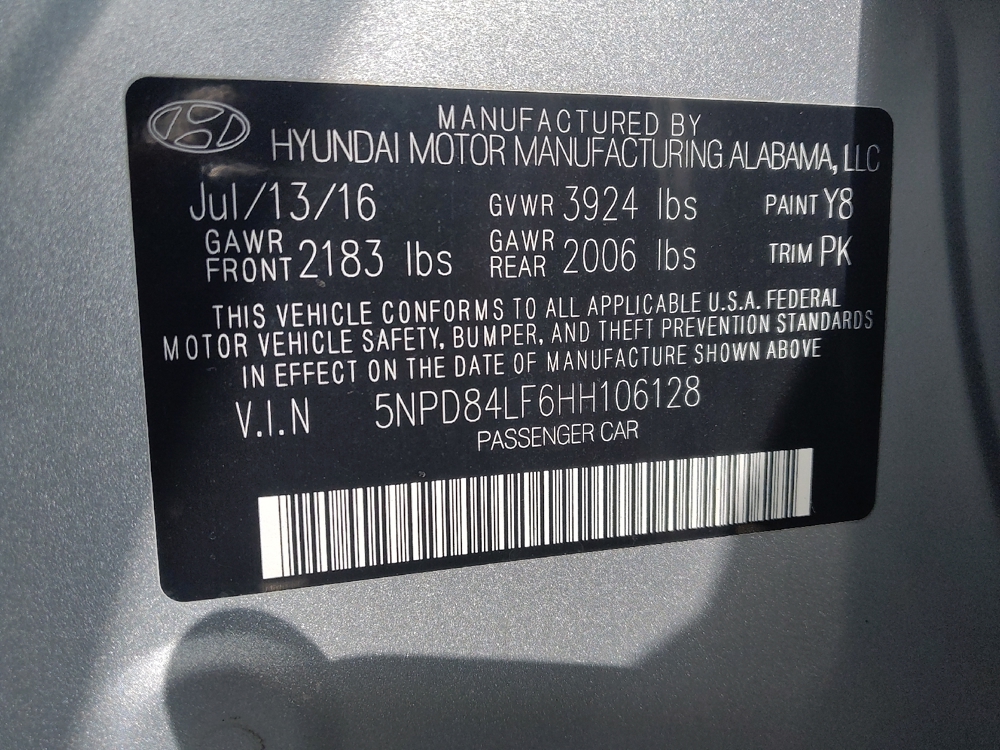 MANUFACTURED BY
HYUNDAI MOTOR MANUFACTURING ALABAMA, LLC
Jul/13/16 GVWR 3924 lbs PAINT Y8
GAWR FRONT 2183 lbs GAWR REAR 2006 lbs TRIM PK
THIS VEHICLE CONFORMS TO ALL APPLICABLE U.S.A. FEDERAL
MOTOR VEHICLE SAFETY, BUMPER, AND THEFT PREVENTION STANDARDS
IN EFFECT ON THE DATE OF MANUFACTURE SHOWN ABOVE
V.I.N 5NPD84LF6HH106128
PASSENGER CAR